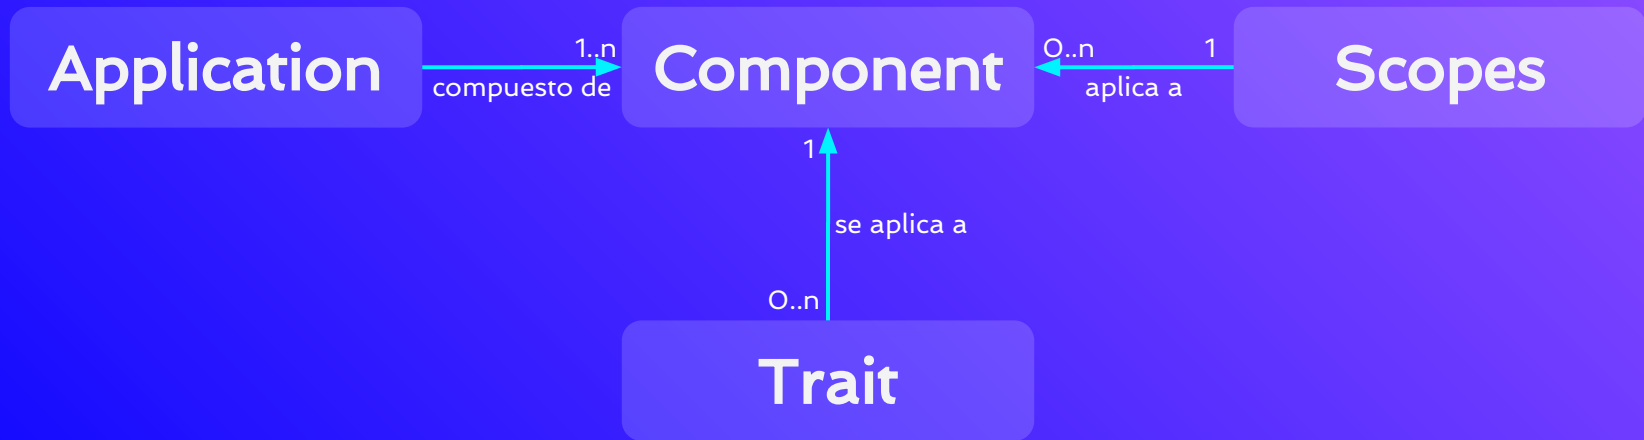 Application
1..n
compuesto de
Component
0..n
1
aplica a
Scopes
1
se aplica a
0..n
Trait